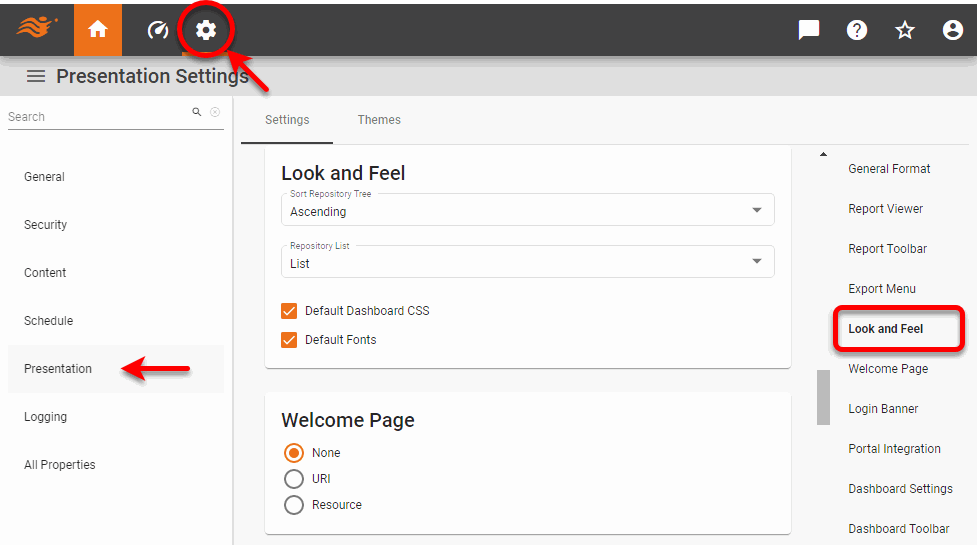 Presentation Settings
Search
General
Security
Content
Schedule
Presentation
Logging
All Properties
Settings
Themes
Look and Feel
Sort Repository Tree
Ascending
Repository List
List
Default Dashboard CSS
Default Fonts
Welcome Page
None
URI
Resource
General Format
Report Viewer
Report Toolbar
Export Menu
Look and Feel
Welcome Page
Login Banner
Portal Integration
Dashboard Settings
Dashboard Toolbar